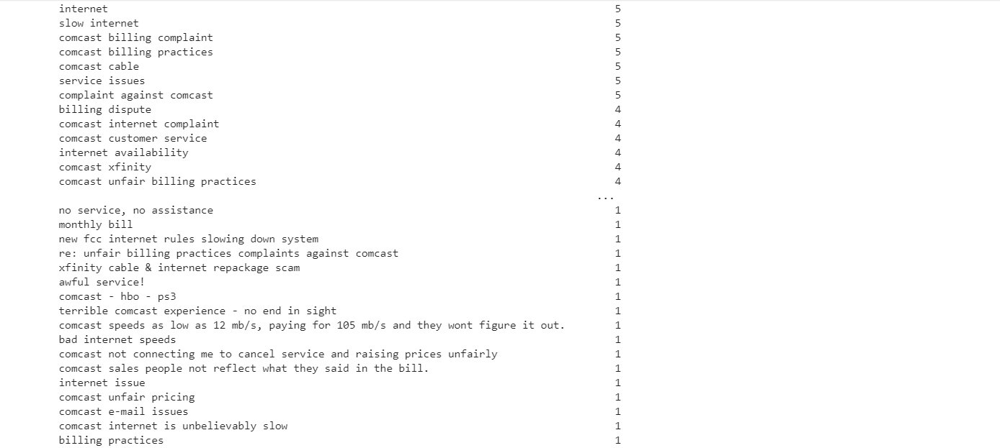 internet 5
slow internet 5
comcast billing complaint 5
comcast billing practices 5
comcast cable 5
service issues 5
complaint against comcast 5
billing dispute 4
comcast internet complaint 4
comcast customer service 4
internet availability 4
comcast xfinity 4
comcast unfair billing practices 4
...
no service, no assistance 1
monthly bill 1
new fcc internet rules slowing down system 1
re: unfair billing practices complaints against comcast 1
xfinity cable & internet repackage scam 1
awful service! 1
comcast - hbo - ps3 1
terrible comcast experience - no end in sight 1
comcast speeds as low as 12 mb/s, paying for 105 mb/s and they wont figure it out. 1
bad internet speeds 1
comcast not connecting me to cancel service and raising prices unfairly 1
comcast sales people not reflect what they said in the bill. 1
internet issue 1
comcast unfair pricing 1
comcast e-mail issues 1
comcast internet is unbelievably slow 1
billing practices 1